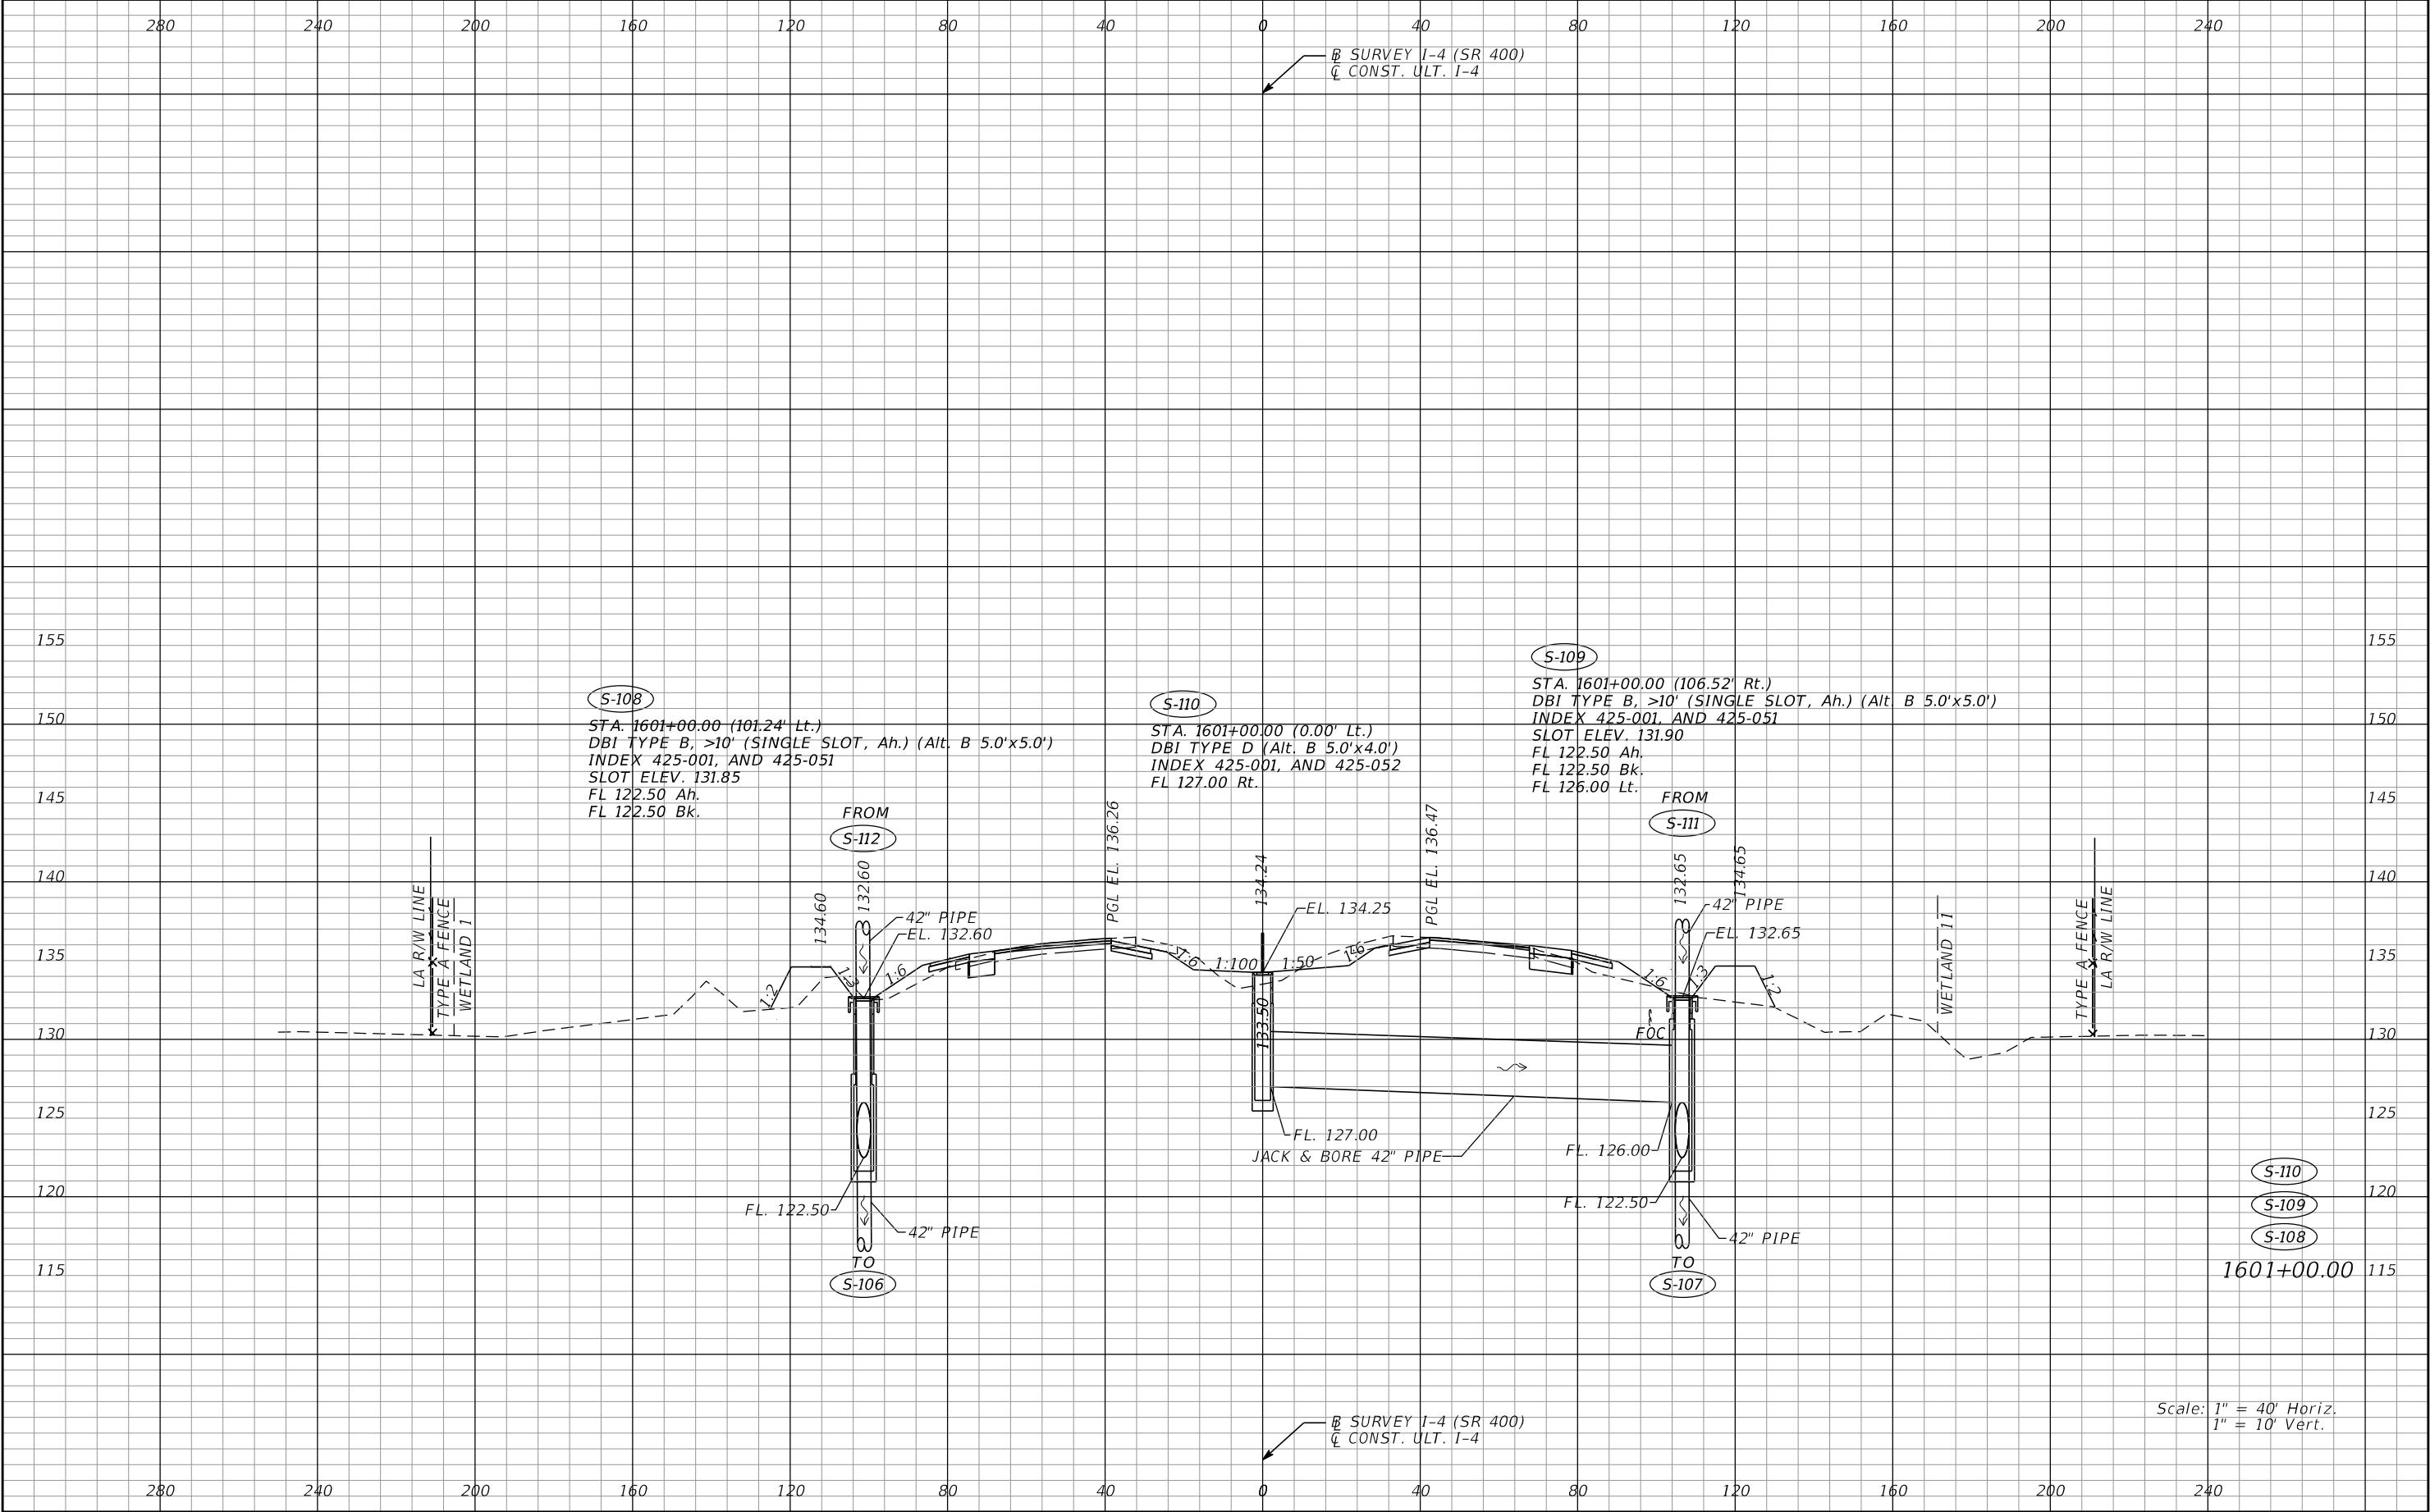 280 240 200 160 120 80 40 0 40 80 120 160 200 240
B̲L SURVEY I-4 (SR 400)
℄ CONST. ULT. I-4
155 155
150 150
145 145
140 140
135 135
130 130
125 125
120 120
115 115
S-108
STA. 1601+00.00 (101.24' Lt.)
DBI TYPE B, >10' (SINGLE SLOT, Ah.) (Alt. B 5.0'x5.0')
INDEX 425-001, AND 425-051
SLOT ELEV. 131.85
FL 122.50 Ah.
FL 122.50 Bk.
S-110
STA. 1601+00.00 (0.00' Lt.)
DBI TYPE D (Alt. B 5.0'x4.0')
INDEX 425-001, AND 425-052
FL 127.00 Rt.
S-109
STA. 1601+00.00 (106.52' Rt.)
DBI TYPE B, >10' (SINGLE SLOT, Ah.) (Alt. B 5.0'x5.0')
INDEX 425-001, AND 425-051
SLOT ELEV. 131.90
FL 122.50 Ah.
FL 122.50 Bk.
FL 126.00 Lt.
FROM
S-112
FROM
S-111
LA R/W LINE
TYPE A FENCE
WETLAND 1
134.60
132.60
42" PIPE
EL. 132.60
1:2
1:3
1:6
PGL EL. 136.26
1:6
1:100
134.24
EL. 134.25
133.50
1:50
1:6
PGL EL. 136.47
1:6
132.65
134.65
42" PIPE
EL. 132.65
1:3
1:2
FOC
WETLAND 11
TYPE A FENCE
LA R/W LINE
FL. 127.00
JACK & BORE 42" PIPE
FL. 126.00
FL. 122.50
42" PIPE
TO
S-106
FL. 122.50
42" PIPE
TO
S-107
S-110
S-109
S-108
1601+00.00
Scale: 1" = 40' Horiz.
1" = 10' Vert.
B̲L SURVEY I-4 (SR 400)
℄ CONST. ULT. I-4
280 240 200 160 120 80 40 0 40 80 120 160 200 240